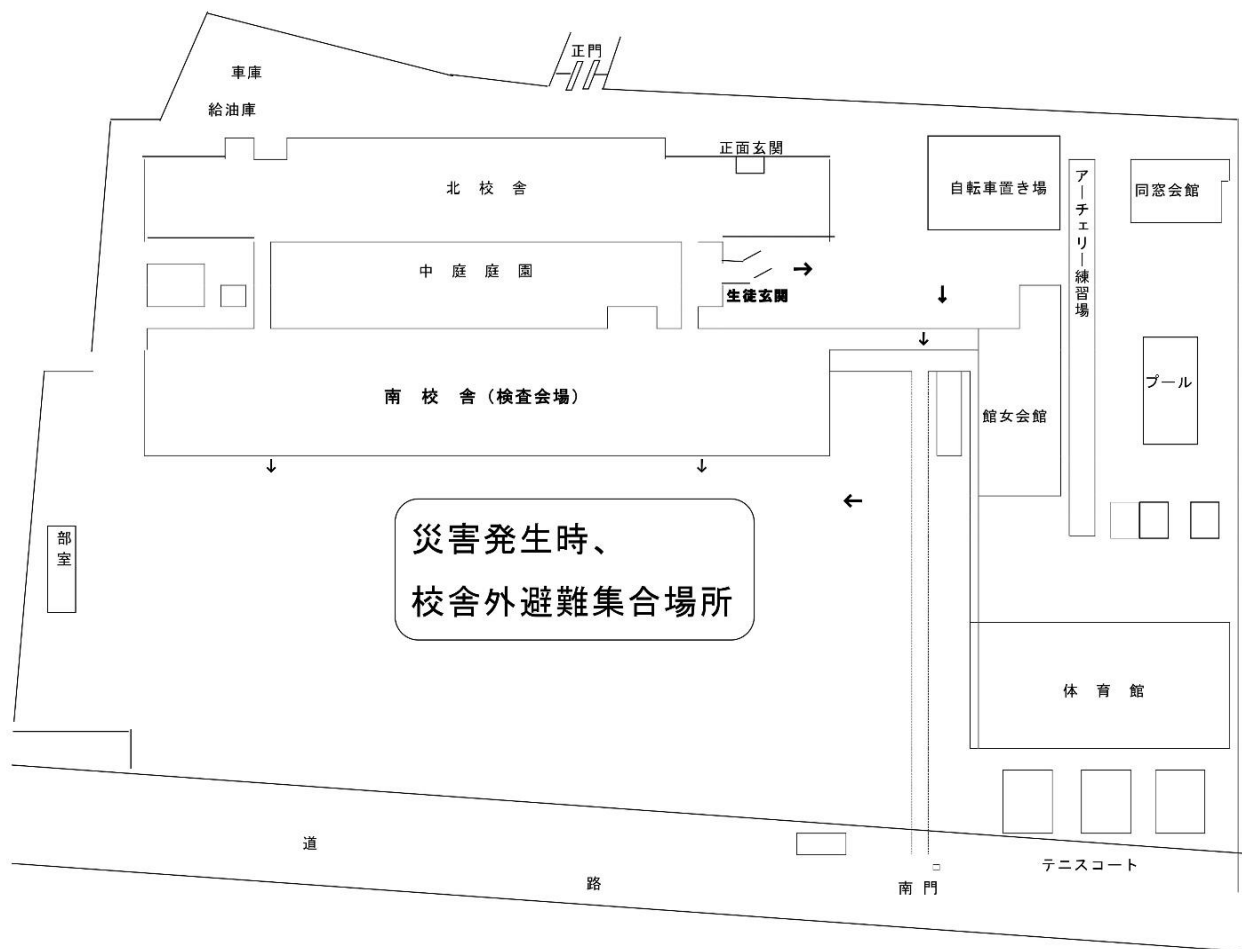 正門
車庫
給油庫
正面玄関
北校舎
自転車置き場
アーチェリー練習場
同窓会館
中庭庭園
生徒玄関
プール
南校舎（検査会場）
館女会館
災害発生時、
校舎外避難集合場所
部室
体育館
道
路
テニスコート
南門